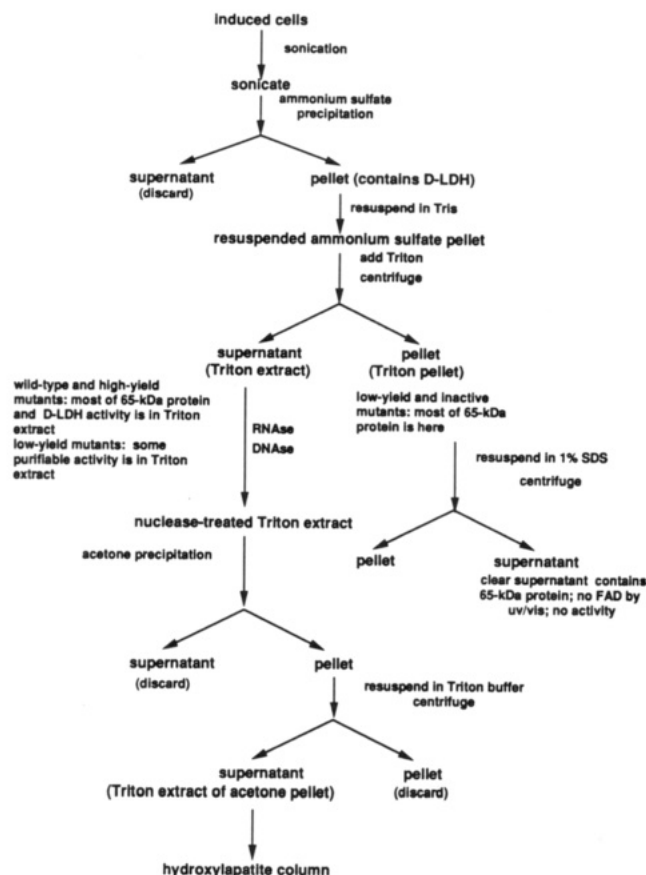 induced cells
sonication
sonicate
ammonium sulfate
precipitation
supernatant
(discard)
pellet (contains D-LDH)
resuspend in Tris
resuspended ammonium sulfate pellet
add Triton
centrifuge
supernatant
(Triton extract)
pellet
(Triton pellet)
wild-type and high-yield
mutants: most of 65-kDa protein
and D-LDH activity is in Triton
extract
low-yield mutants: some
purifiable activity is in Triton
extract
RNAse
DNAse
low-yield and inactive
mutants: most of 65-kDa
protein is here
resuspend in 1% SDS
centrifuge
nuclease-treated Triton extract
acetone precipitation
pellet
supernatant
clear supernatant contains
65-kDa protein; no FAD by
uv/vis; no activity
supernatant
(discard)
pellet
resuspend in Triton buffer
centrifuge
supernatant
(Triton extract of acetone pellet)
pellet
(discard)
hydroxylapatite column